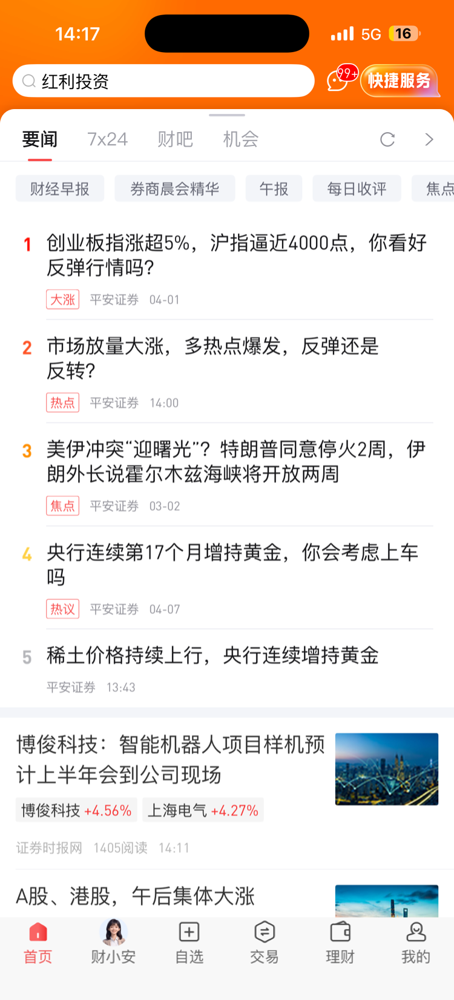 14:17
5G
16
红利投资
99+
快捷服务
要闻 7x24 财吧 机会
财经早报 券商晨会精华 午报 每日收评 焦点
1 创业板指涨超5%，沪指逼近4000点，你看好
反弹行情吗?
大涨 平安证券 04-01
2 市场放量大涨，多热点爆发，反弹还是
反转?
热点 平安证券 14:00
3 美伊冲突“迎曙光”？特朗普同意停火2周，伊
朗外长说霍尔木兹海峡将开放两周
焦点 平安证券 03-02
4 央行连续第17个月增持黄金，你会考虑上车
吗
热议 平安证券 04-07
5 稀土价格持续上行，央行连续增持黄金
平安证券 13:43
博俊科技：智能机器人项目样机预
计上半年会到公司现场
博俊科技 +4.56% 上海电气 +4.27%
证券时报网 1405阅读 14:11
A股、港股，午后集体大涨
首页 财小安 自选 交易 理财 我的